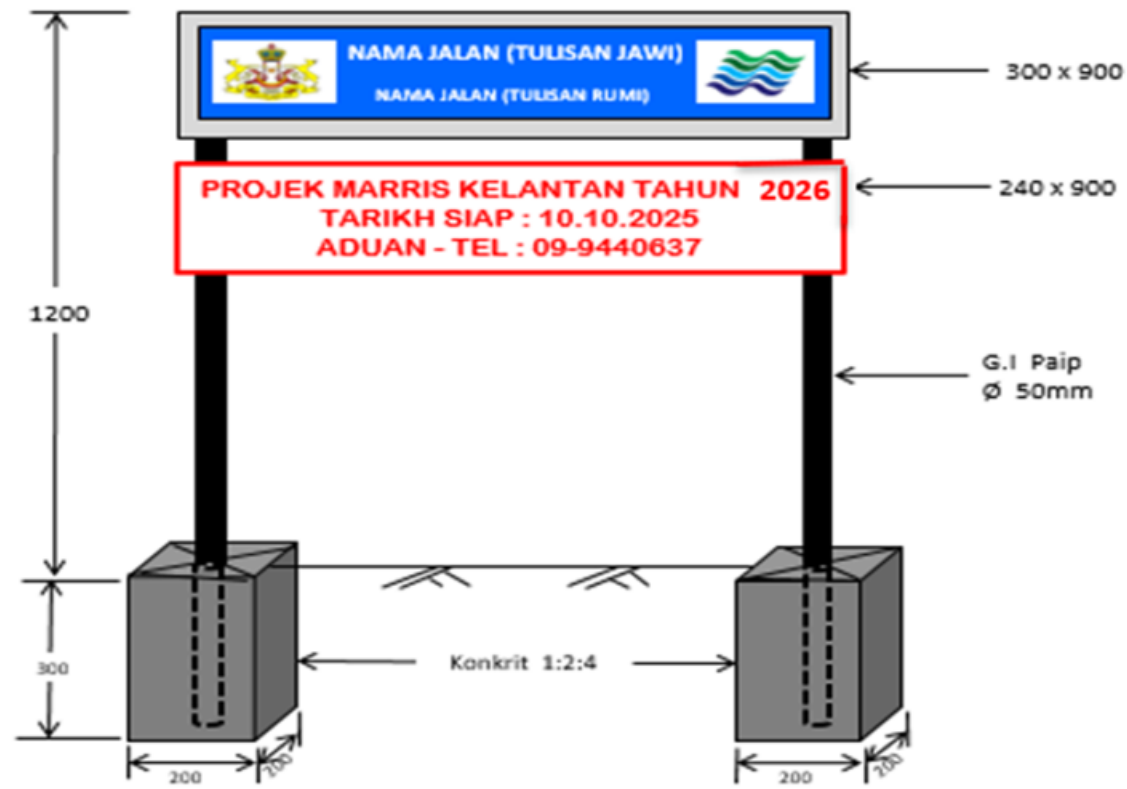 NAMA JALAN (TULISAN JAWI)
NAMA JALAN (TULISAN RUMI)
300 x 900
PROJEK MARRIS KELANTAN TAHUN 2026
TARIKH SIAP : 10.10.2025
ADUAN - TEL : 09-9440637
240 x 900
1200
G.I Paip
Ø 50mm
300
Konkrit 1:2:4
200
200
200
200